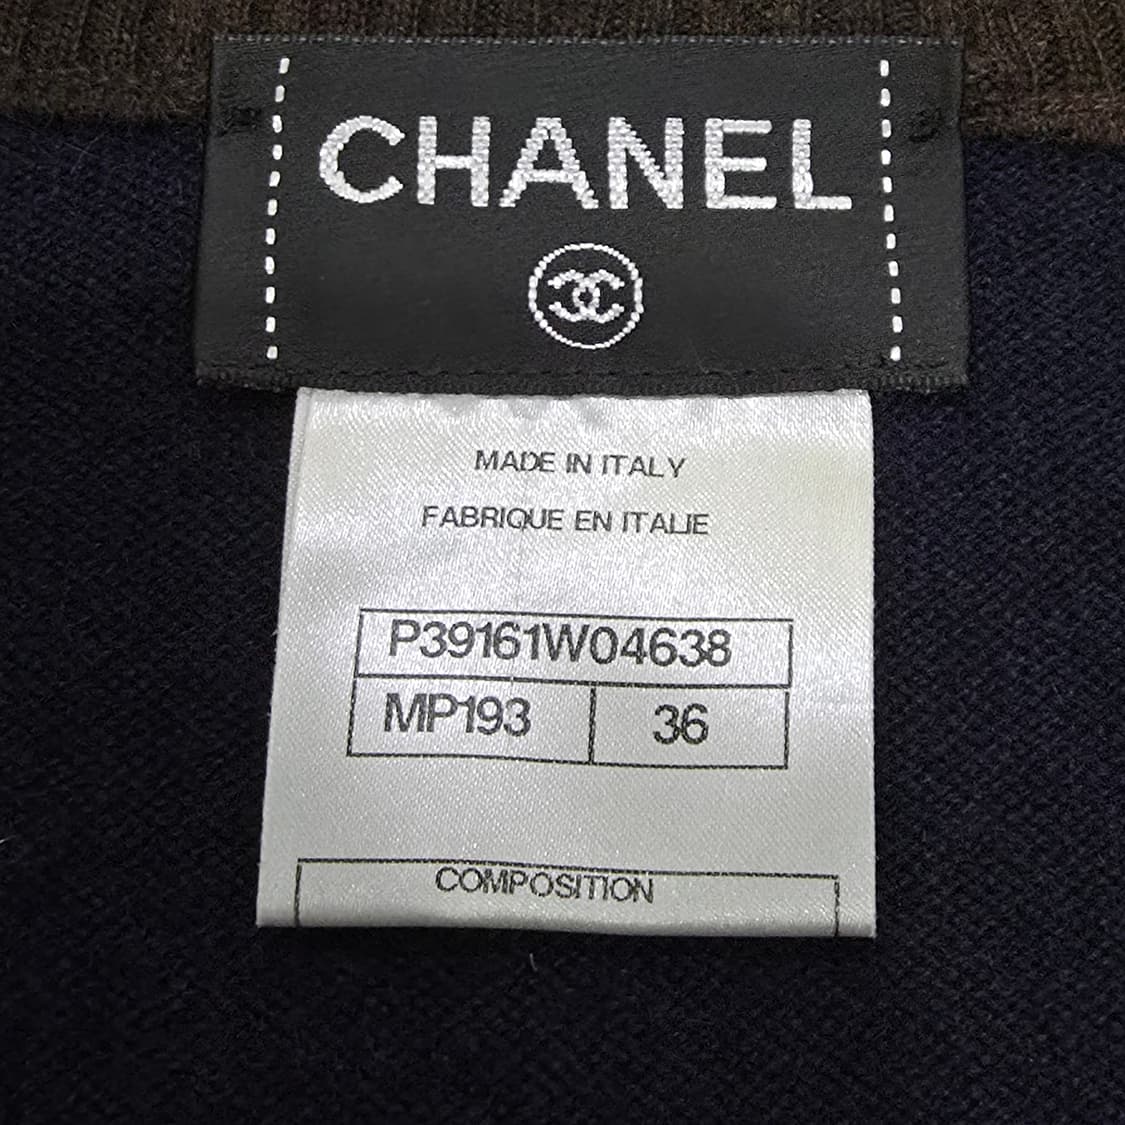 CHANEL
MADE IN ITALY
FABRIQUE EN ITALIE
P39161W04638
MP193 36
COMPOSITION